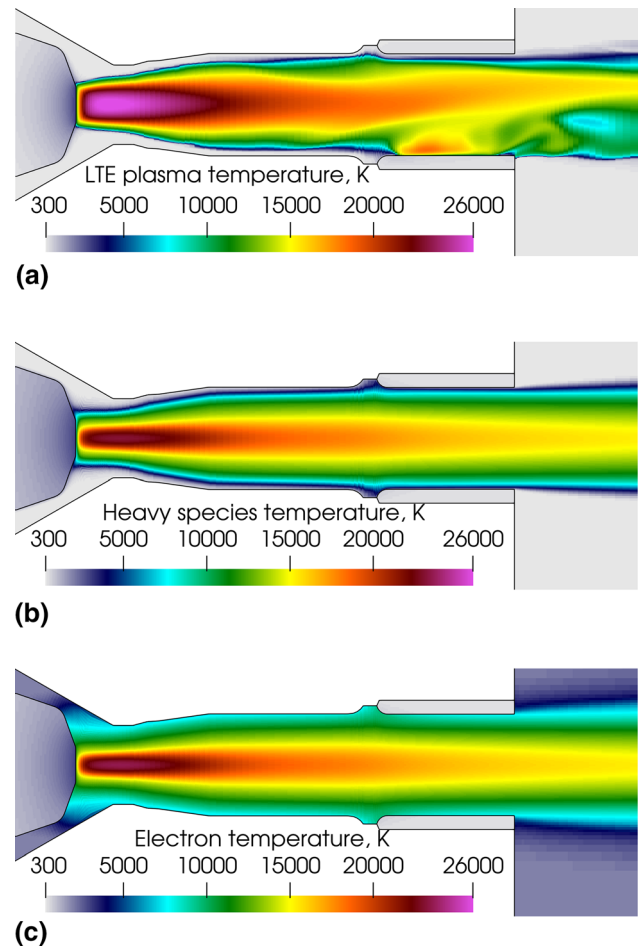 LTE plasma temperature, K
300 5000 10000 15000 20000 26000
(a)
Heavy species temperature, K
300 5000 10000 15000 20000 26000
(b)
Electron temperature, K
300 5000 10000 15000 20000 26000
(c)